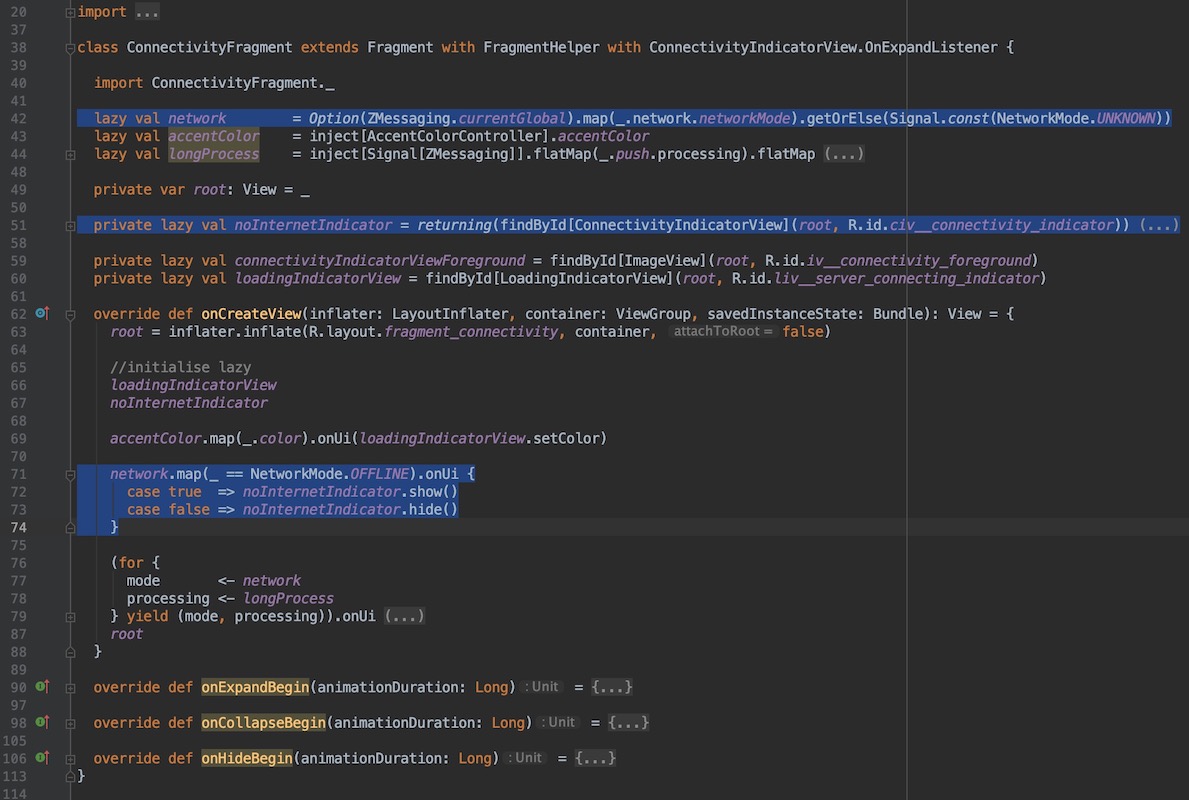 20 import ...
37
38 class ConnectivityFragment extends Fragment with FragmentHelper with ConnectivityIndicatorView.OnExpandListener {
39
40 import ConnectivityFragment._
41
42 lazy val network = Option(ZMessaging.currentGlobal).map(_.network.networkMode).getOrElse(Signal.const(NetworkMode.UNKNOWN))
43 lazy val accentColor = inject[AccentColorController].accentColor
44 lazy val longProcess = inject[Signal[ZMessaging]].flatMap(_.push.processing).flatMap (...)
48
49 private var root: View = _
50
51 private lazy val noInternetIndicator = returning(findById[ConnectivityIndicatorView](root, R.id.civ__connectivity_indicator)) (...)
58
59 private lazy val connectivityIndicatorViewForeground = findById[ImageView](root, R.id.iv__connectivity_foreground)
60 private lazy val loadingIndicatorView = findById[LoadingIndicatorView](root, R.id.liv__server_connecting_indicator)
61
62 override def onCreateView(inflater: LayoutInflater, container: ViewGroup, savedInstanceState: Bundle): View = {
63 root = inflater.inflate(R.layout.fragment_connectivity, container, attachToRoot = false)
64
65 //initialise lazy
66 loadingIndicatorView
67 noInternetIndicator
68
69 accentColor.map(_.color).onUi(loadingIndicatorView.setColor)
70
71 network.map(_ == NetworkMode.OFFLINE).onUi {
72 case true => noInternetIndicator.show()
73 case false => noInternetIndicator.hide()
74 }
75
76 (for {
77 mode <- network
78 processing <- longProcess
79 } yield (mode, processing)).onUi (...)
87 root
88 }
89
90 override def onExpandBegin(animationDuration: Long) : Unit = {...}
97
98 override def onCollapseBegin(animationDuration: Long) : Unit = {...}
105
106 override def onHideBegin(animationDuration: Long) : Unit = {...}
113 }
114